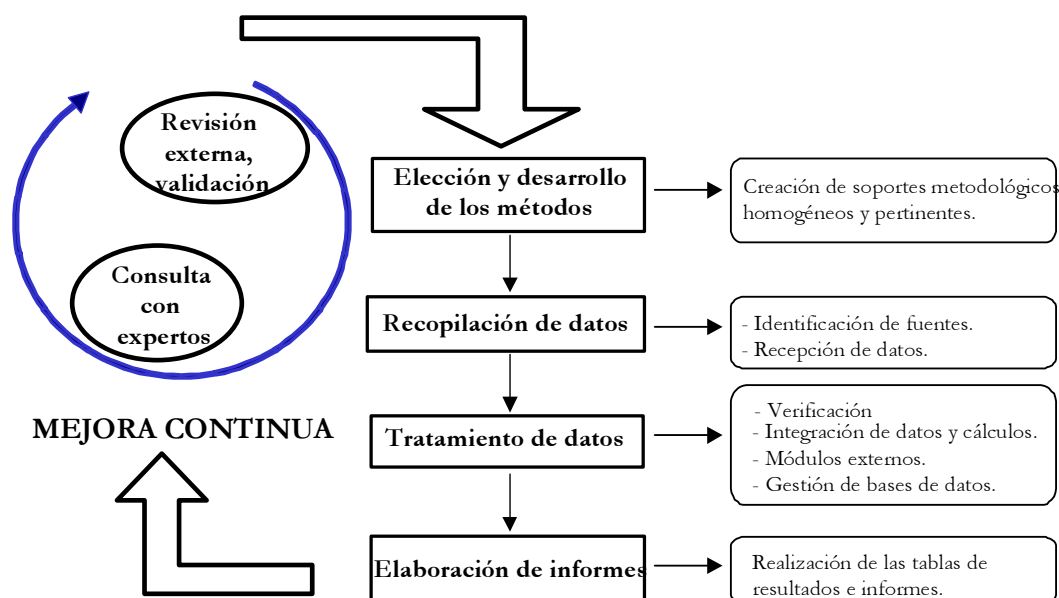 Revisión
externa,
validación
Consulta
con
expertos
MEJORA CONTINUA
Elección y desarrollo
de los métodos
Creación de soportes metodológicos
homogéneos y pertinentes.
Recopilación de datos
- Identificación de fuentes.
- Recepción de datos.
Tratamiento de datos
- Verificación
- Integración de datos y cálculos.
- Módulos externos.
- Gestión de bases de datos.
Elaboración de informes
Realización de las tablas de
resultados e informes.